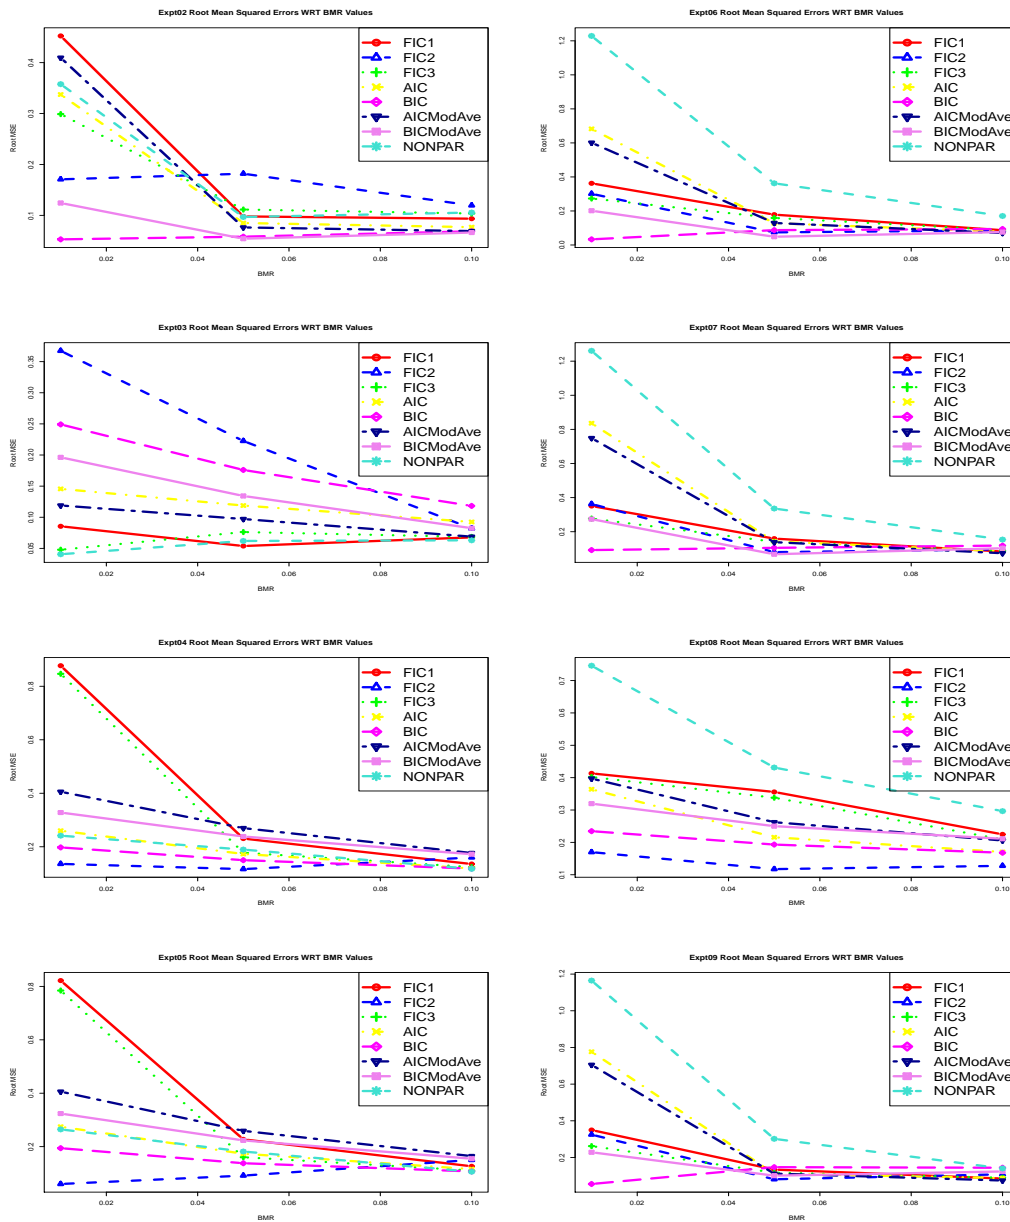 Expt02 Root Mean Squared Errors WRT BMR Values
Root MSE
0.4
0.3
0.2
0.1
FIC1
FIC2
FIC3
AIC
BIC
AICModAve
BICModAve
NONPAR
0.02 0.04 0.06 0.08 0.10
BMR
Expt06 Root Mean Squared Errors WRT BMR Values
Root MSE
1.2
1.0
0.8
0.6
0.4
0.2
0.0
FIC1
FIC2
FIC3
AIC
BIC
AICModAve
BICModAve
NONPAR
0.02 0.04 0.06 0.08 0.10
BMR
Expt03 Root Mean Squared Errors WRT BMR Values
Root MSE
0.35
0.30
0.25
0.20
0.15
0.10
0.05
FIC1
FIC2
FIC3
AIC
BIC
AICModAve
BICModAve
NONPAR
0.02 0.04 0.06 0.08 0.10
BMR
Expt07 Root Mean Squared Errors WRT BMR Values
Root MSE
1.2
1.0
0.8
0.6
0.4
0.2
FIC1
FIC2
FIC3
AIC
BIC
AICModAve
BICModAve
NONPAR
0.02 0.04 0.06 0.08 0.10
BMR
Expt04 Root Mean Squared Errors WRT BMR Values
Root MSE
0.8
0.6
0.4
0.2
FIC1
FIC2
FIC3
AIC
BIC
AICModAve
BICModAve
NONPAR
0.02 0.04 0.06 0.08 0.10
BMR
Expt08 Root Mean Squared Errors WRT BMR Values
Root MSE
0.7
0.6
0.5
0.4
0.3
0.2
0.1
FIC1
FIC2
FIC3
AIC
BIC
AICModAve
BICModAve
NONPAR
0.02 0.04 0.06 0.08 0.10
BMR
Expt05 Root Mean Squared Errors WRT BMR Values
Root MSE
0.8
0.6
0.4
0.2
FIC1
FIC2
FIC3
AIC
BIC
AICModAve
BICModAve
NONPAR
0.02 0.04 0.06 0.08 0.10
BMR
Expt09 Root Mean Squared Errors WRT BMR Values
Root MSE
1.2
1.0
0.8
0.6
0.4
0.2
FIC1
FIC2
FIC3
AIC
BIC
AICModAve
BICModAve
NONPAR
0.02 0.04 0.06 0.08 0.10
BMR